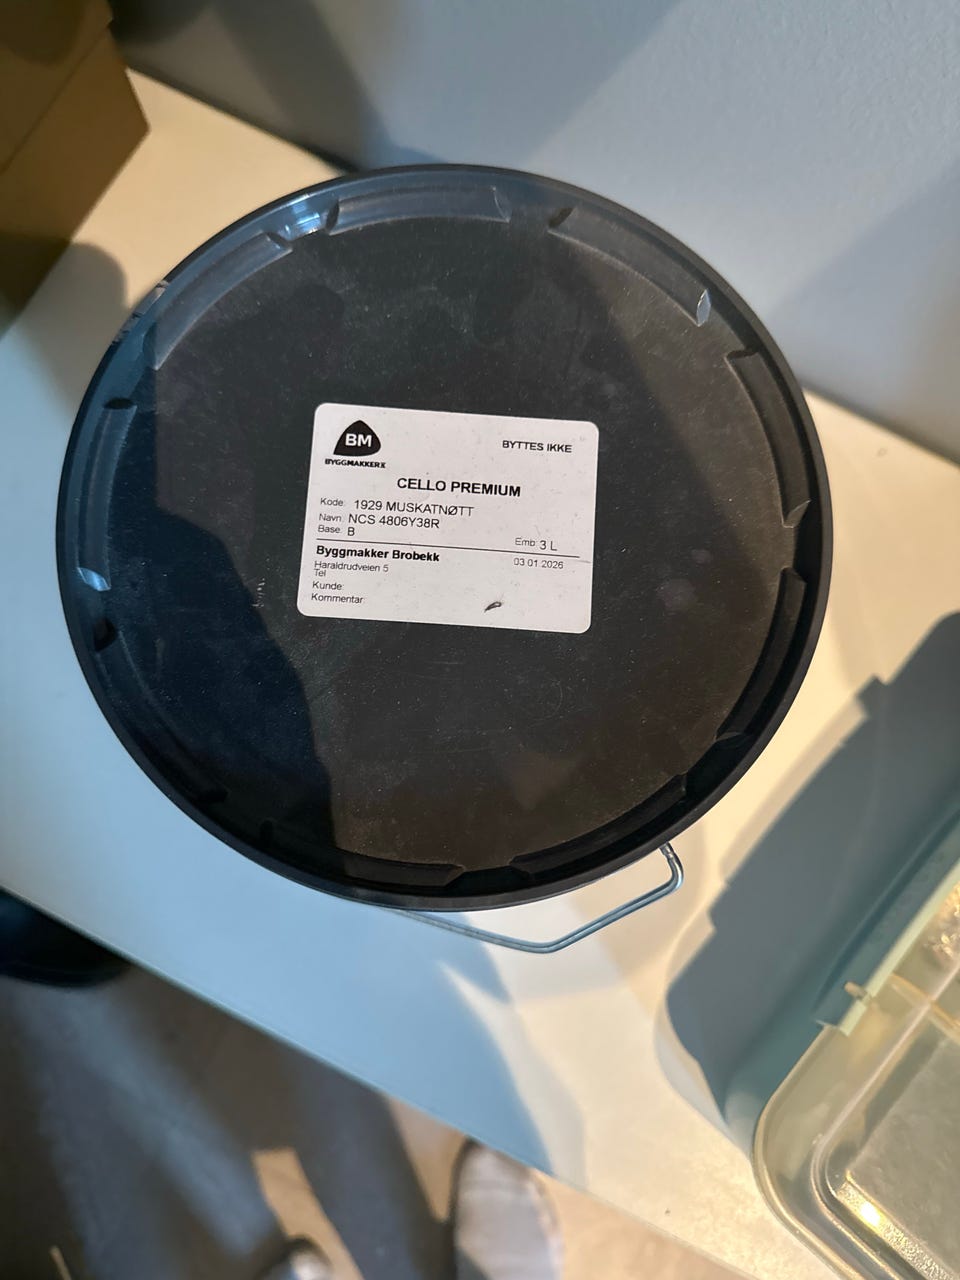 BM
BYGGMAKKER
BYTTES IKKE
CELLO PREMIUM
Kode: 1929 MUSKATNØTT
Navn: NCS 4806Y38R
Base: B
Emb: 3 L
Byggmakker Brobekk
03.01.2026
Haraldrudveien 5
Tel
Kunde:
Kommentar: